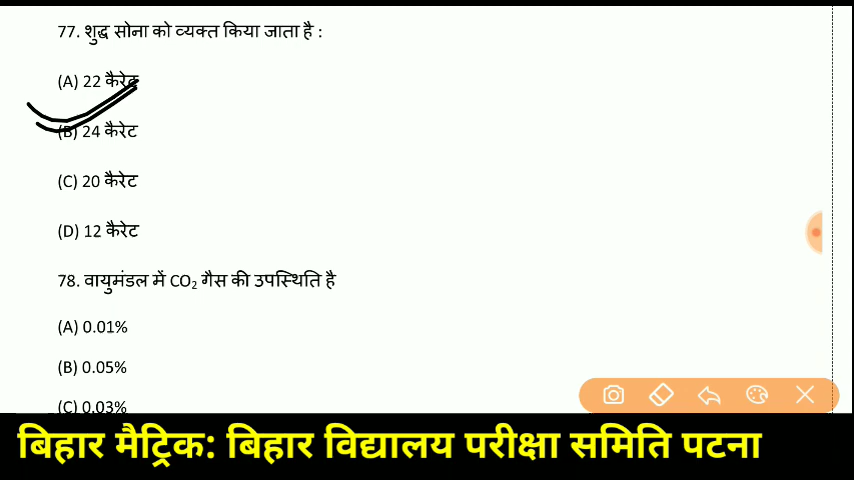 77. शुद्ध सोना को व्यक्त किया जाता है :
(A) 22 कैरेट
(B) 24 कैरेट
(C) 20 कैरेट
(D) 12 कैरेट
78. वायुमंडल में CO₂ गैस की उपस्थिति है
(A) 0.01%
(B) 0.05%
(C) 0.03%
बिहार मैट्रिक: बिहार विद्यालय परीक्षा समिति पटना